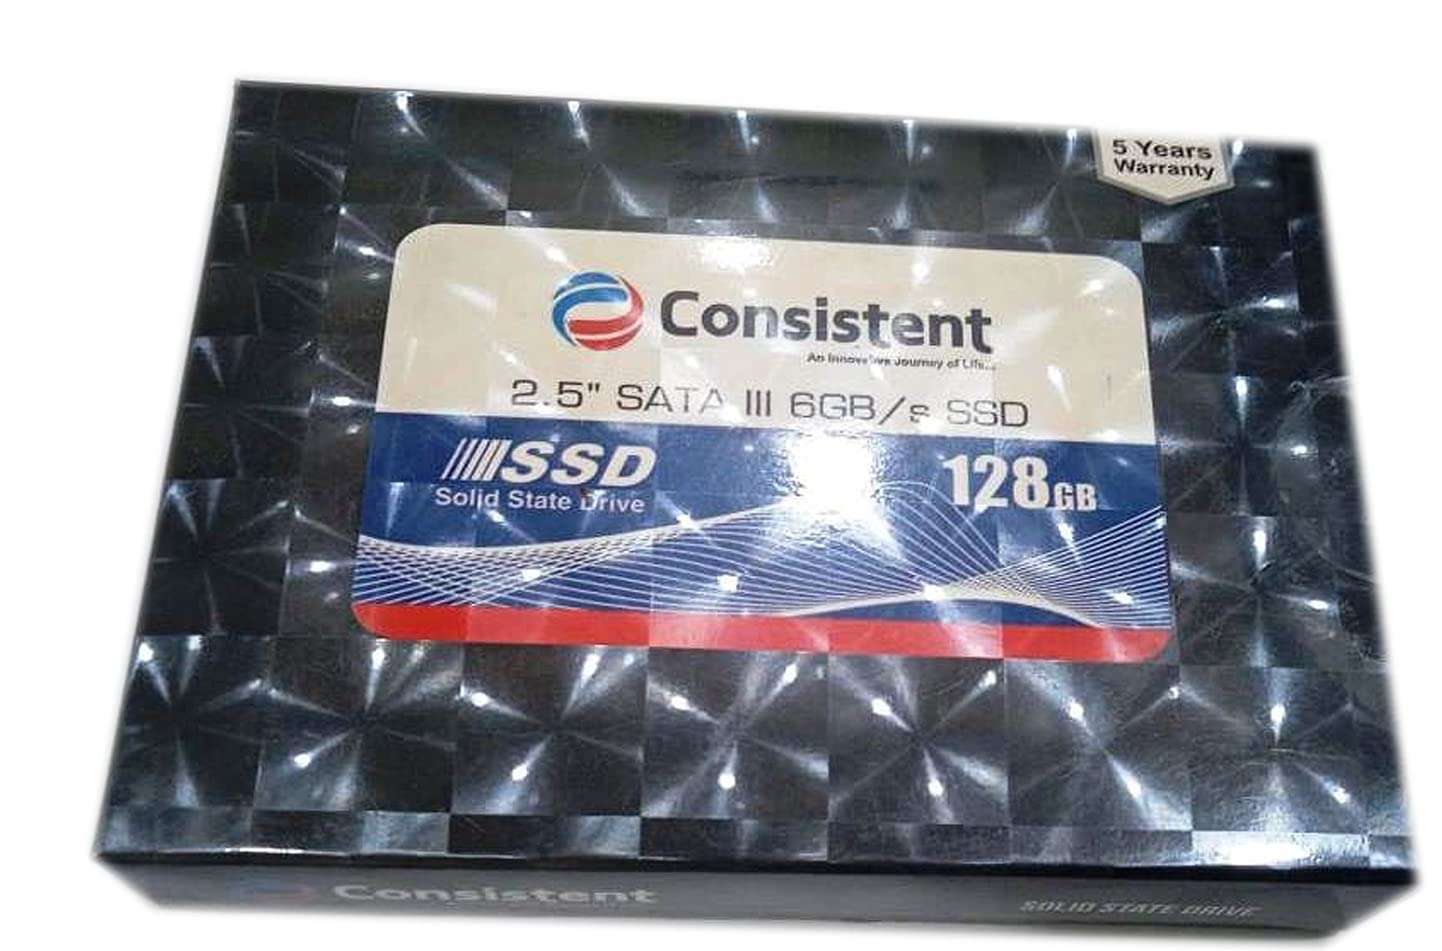 5 Years
Warranty
Consistent
An Innovative Journey of Life...
2.5" SATA III 6GB/s SSD
SSD
128GB
Solid State Drive
Consistent
SOLID STATE DRIVE